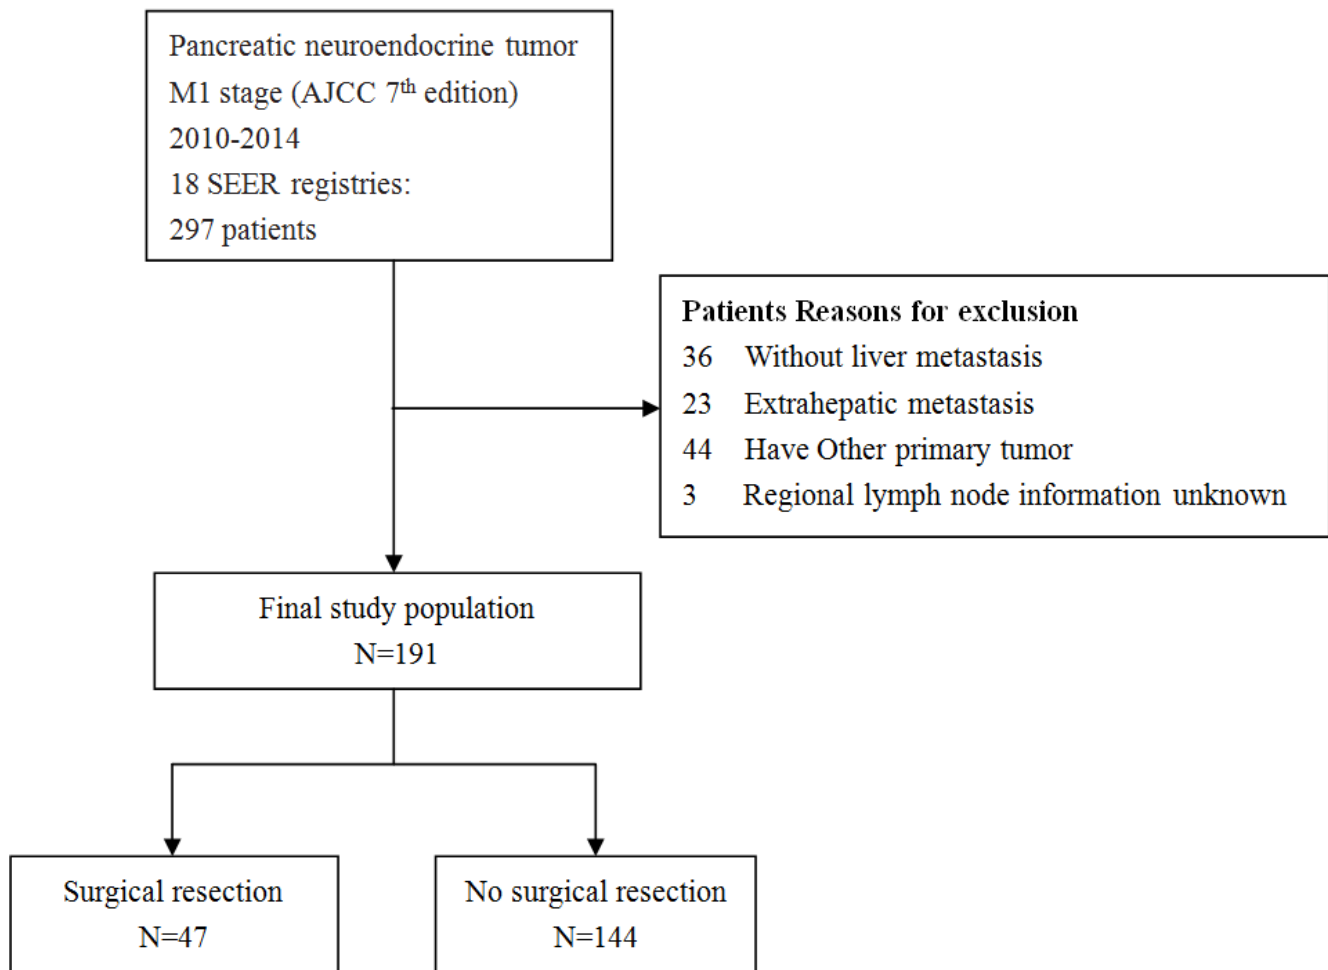 Pancreatic neuroendocrine tumor
M1 stage (AJCC 7th edition)
2010-2014
18 SEER registries:
297 patients
Patients Reasons for exclusion
36 Without liver metastasis
23 Extrahepatic metastasis
44 Have Other primary tumor
3 Regional lymph node information unknown
Final study population
N=191
Surgical resection
N=47
No surgical resection
N=144